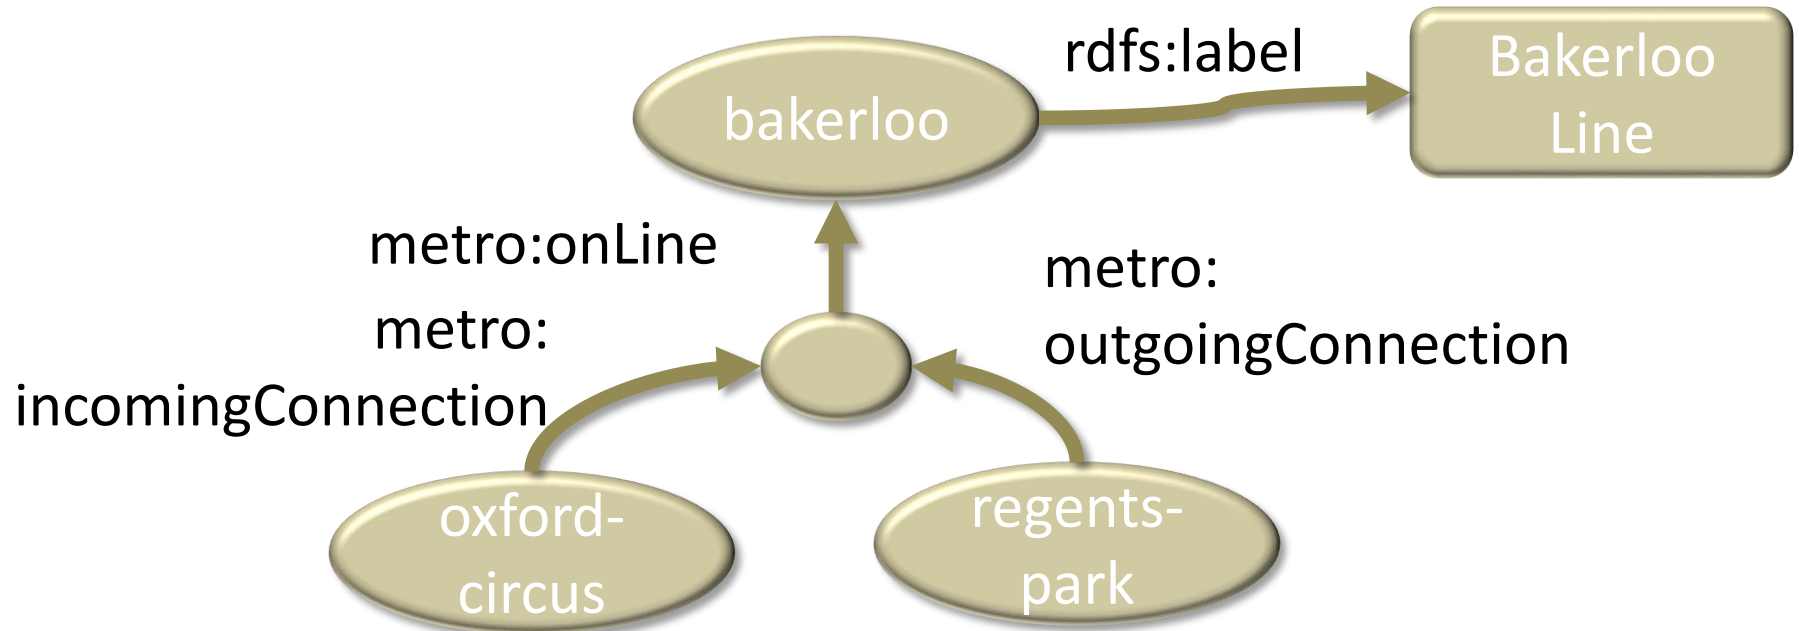 rdfs:label
Bakerloo
Line
bakerloo
metro:onLine
metro:
incomingConnection
metro:
outgoingConnection
oxford-
circus
regents-
park